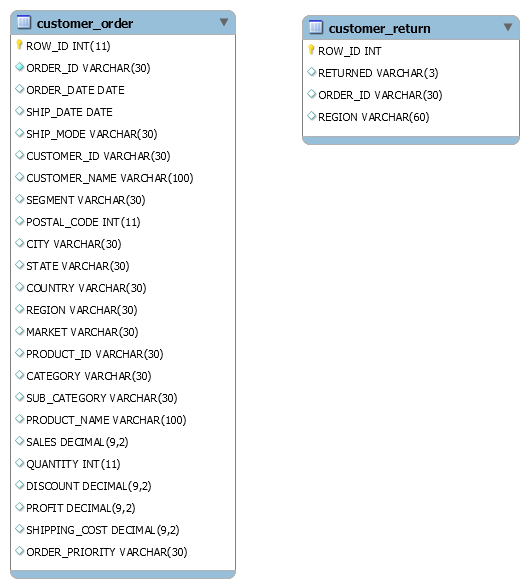 customer_order
ROW_ID INT(11)
ORDER_ID VARCHAR(30)
ORDER_DATE DATE
SHIP_DATE DATE
SHIP_MODE VARCHAR(30)
CUSTOMER_ID VARCHAR(30)
CUSTOMER_NAME VARCHAR(100)
SEGMENT VARCHAR(30)
POSTAL_CODE INT(11)
CITY VARCHAR(30)
STATE VARCHAR(30)
COUNTRY VARCHAR(30)
REGION VARCHAR(30)
MARKET VARCHAR(30)
PRODUCT_ID VARCHAR(30)
CATEGORY VARCHAR(30)
SUB_CATEGORY VARCHAR(30)
PRODUCT_NAME VARCHAR(100)
SALES DECIMAL(9,2)
QUANTITY INT(11)
DISCOUNT DECIMAL(9,2)
PROFIT DECIMAL(9,2)
SHIPPING_COST DECIMAL(9,2)
ORDER_PRIORITY VARCHAR(30)
customer_return
ROW_ID INT
RETURNED VARCHAR(3)
ORDER_ID VARCHAR(30)
REGION VARCHAR(60)